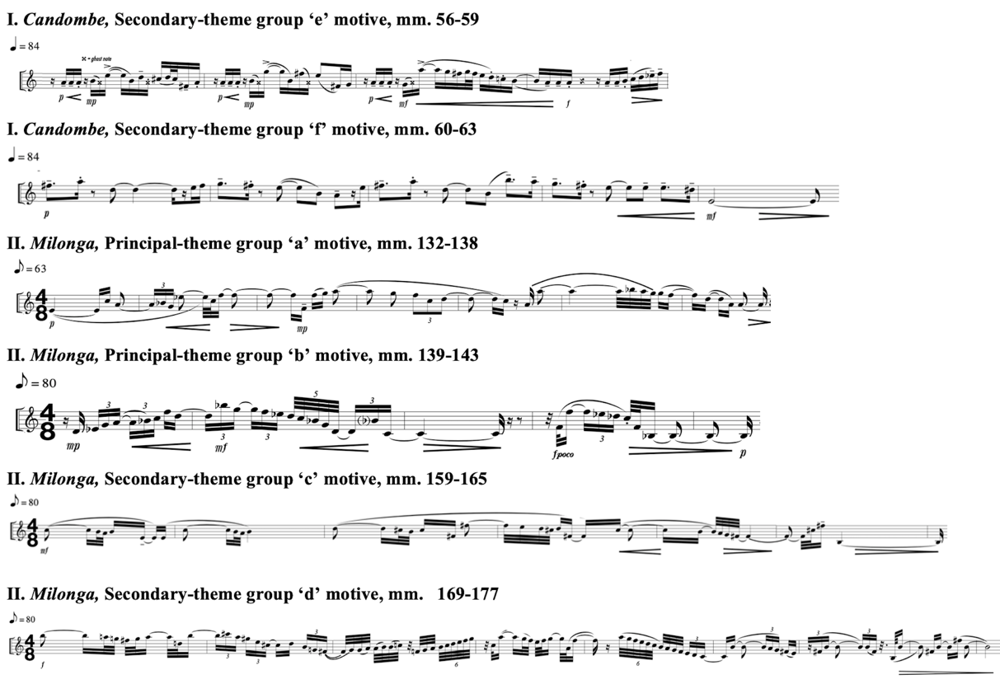 I. Candombe, Secondary-theme group ‘e’ motive, mm. 56-59
♩ = 84
× = ghost note
p mp p mp p mf f
I. Candombe, Secondary-theme group ‘f’ motive, mm. 60-63
♩ = 84
p mf
II. Milonga, Principal-theme group ‘a’ motive, mm. 132-138
♪ = 63
3
4
8
p mp
3
II. Milonga, Principal-theme group ‘b’ motive, mm. 139-143
♪ = 80
3 3 5 3
4
8
(♭)
3 3 3
mp mf f poco p
II. Milonga, Secondary-theme group ‘c’ motive, mm. 159-165
♪ = 80
4
8
mf
II. Milonga, Secondary-theme group ‘d’ motive, mm. 169-177
♪ = 80
4
8
3 3 3 3 3 3 3
6 6
f